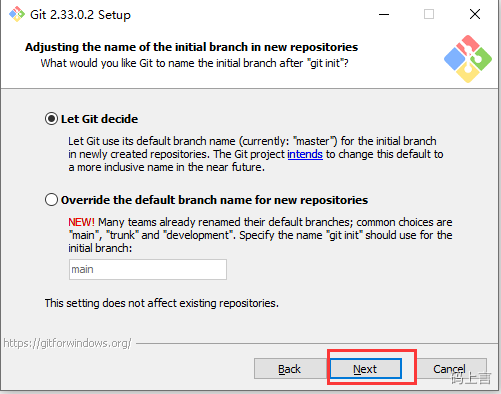 Git 2.33.0.2 Setup
Adjusting the name of the initial branch in new repositories
What would you like Git to name the initial branch after "git init"?
Let Git decide
Let Git use its default branch name (currently: "master") for the initial branch
in newly created repositories. The Git project intends to change this default to
a more inclusive name in the near future.
Override the default branch name for new repositories
NEW! Many teams already renamed their default branches; common choices are
"main", "trunk" and "development". Specify the name "git init" should use for the
initial branch:
main
This setting does not affect existing repositories.
https://gitforwindows.org/
Back
Next
Cancel
码上言